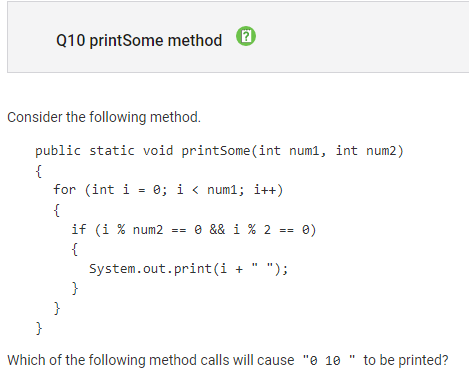 Q10 printSome method
Consider the following method.
public static void printSome(int num1, int num2)
{
for (int i = 0; i < num1; i++)
{
if (i % num2 == 0 && i % 2 == 0)
{
System.out.print(i + " ");
}
}
}
Which of the following method calls will cause "0 10 " to be printed?